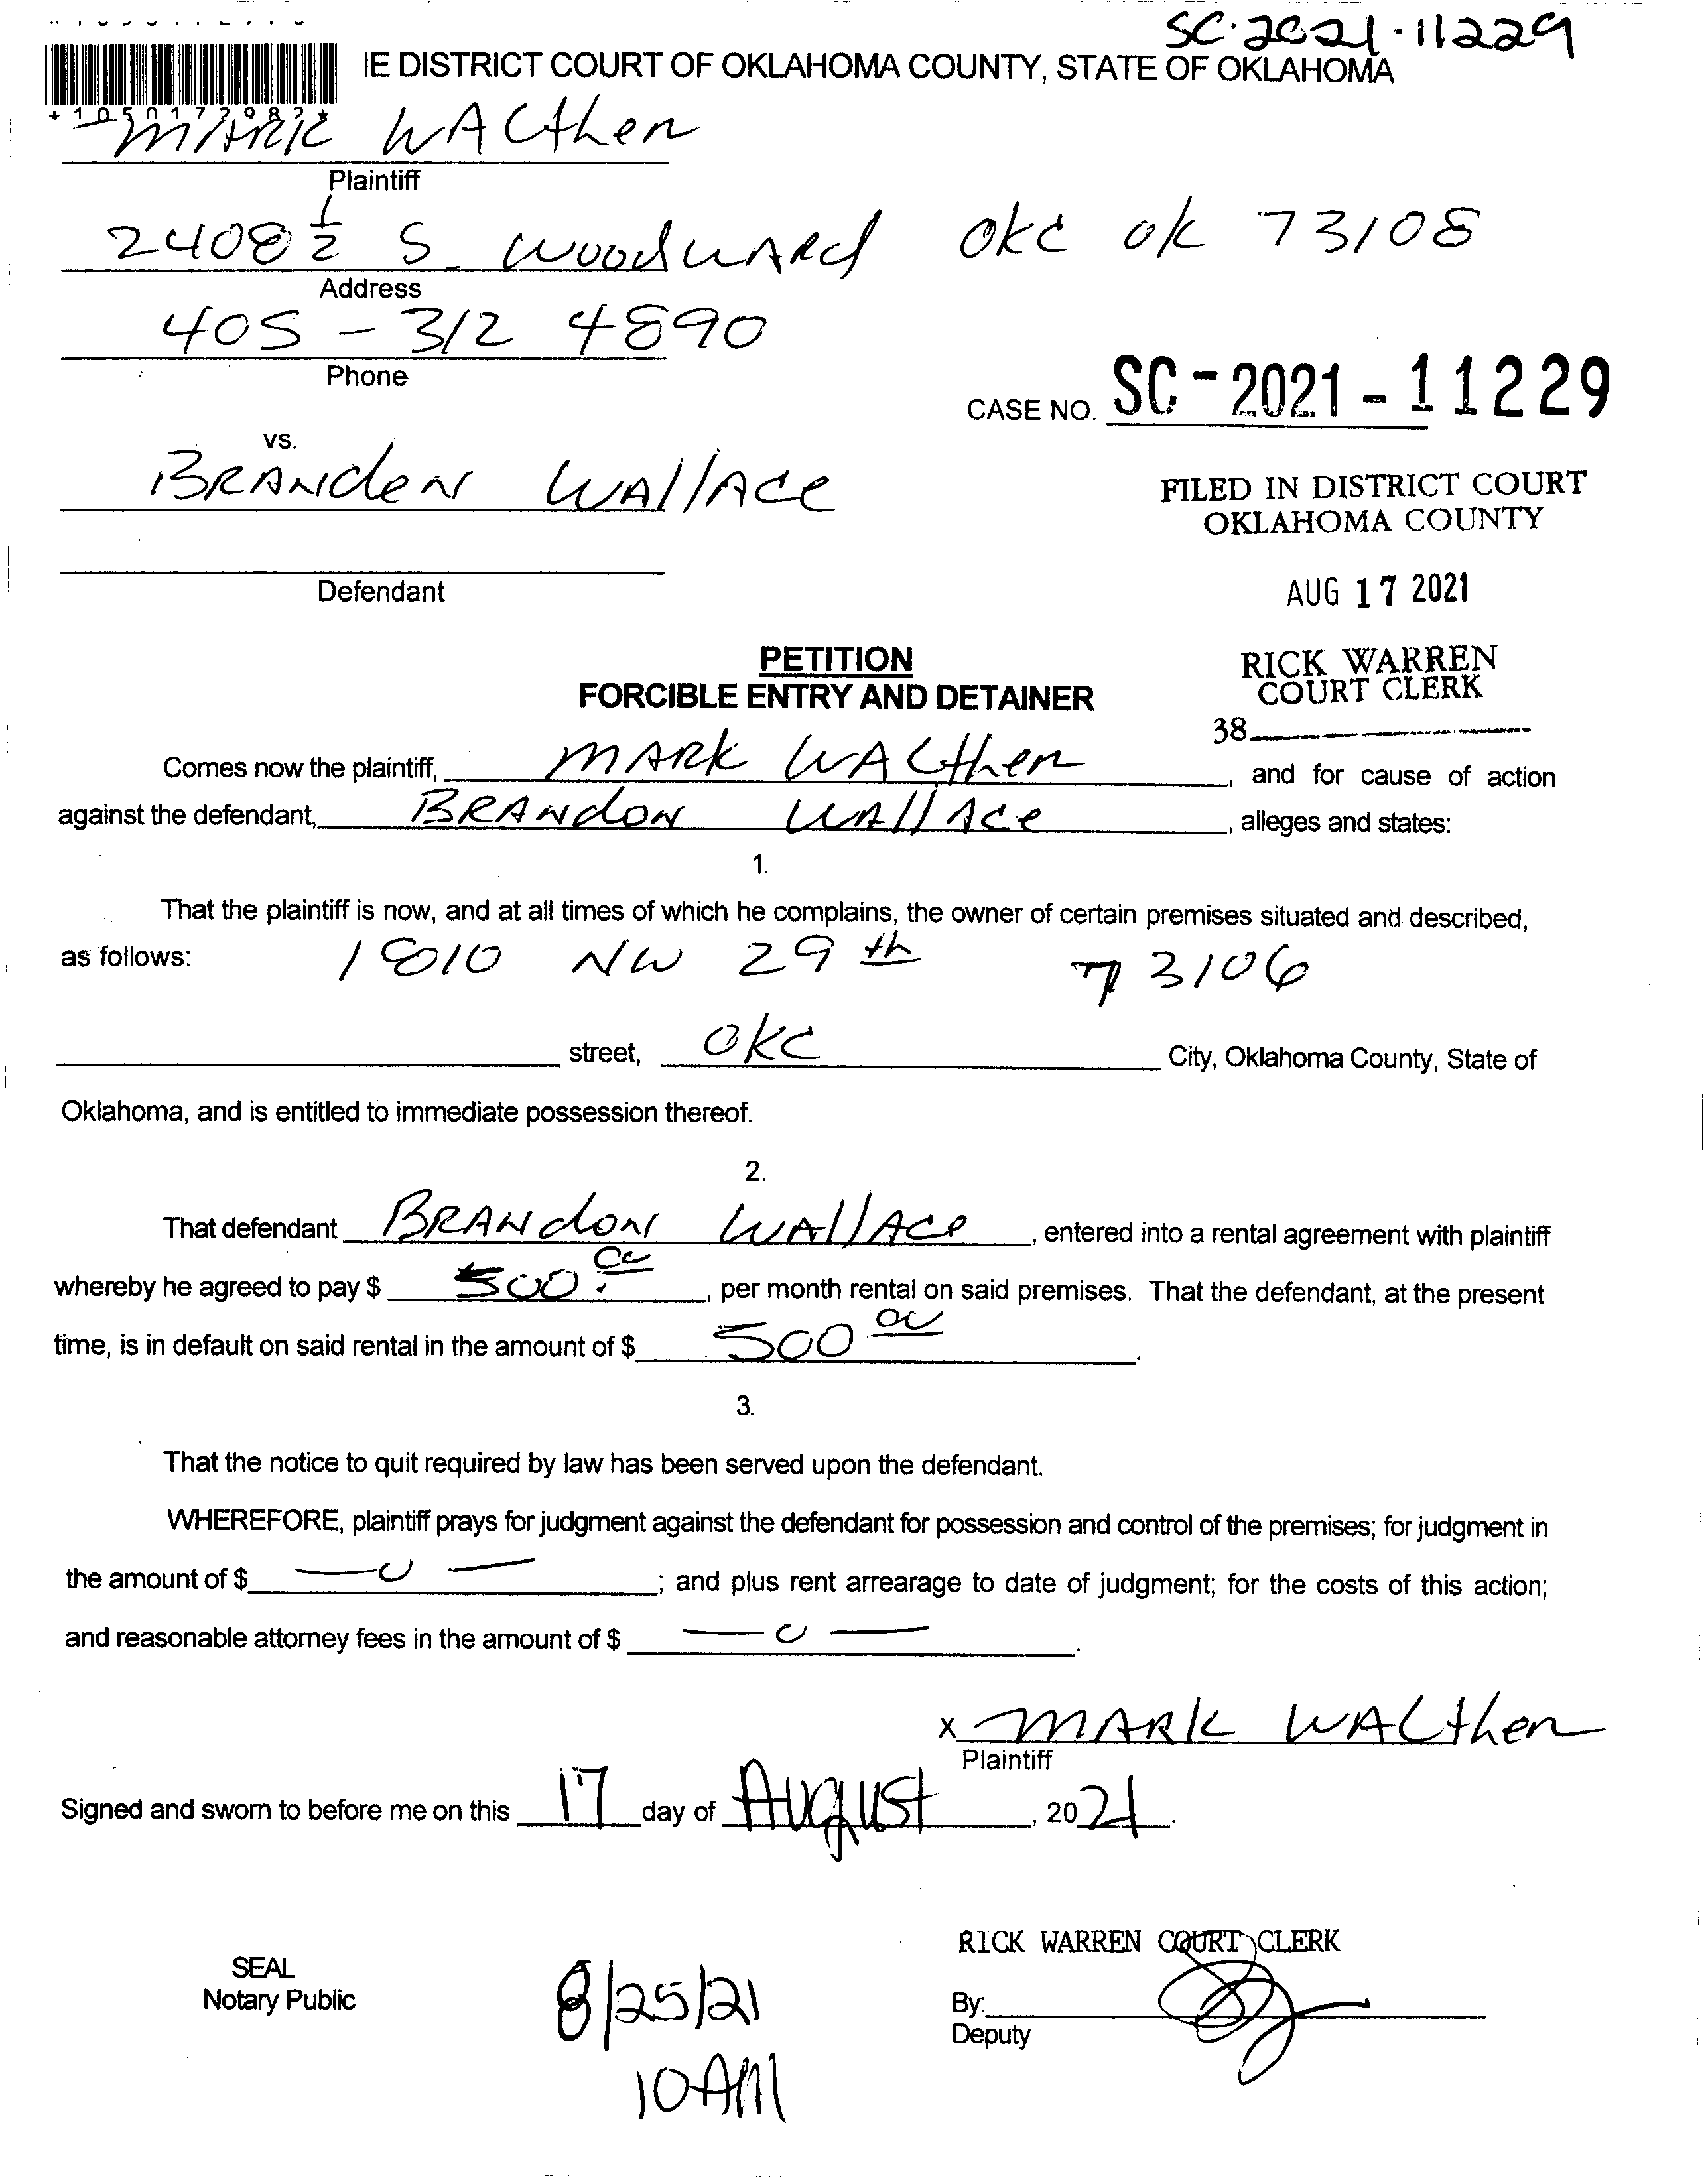 SC-2021-11229
IE DISTRICT COURT OF OKLAHOMA COUNTY, STATE OF OKLAHOMA
*1050172982*
MARK WALthen
Plaintiff
2408 1/2 S. WoodWARd OKC OK 73108
Address
405-312 4890
Phone
CASE NO. SC-2021-11229
vs.
BRANdeN WAllAce
FILED IN DISTRICT COURT
OKLAHOMA COUNTY
Defendant
AUG 17 2021
PETITION
RICK WARREN
COURT CLERK
FORCIBLE ENTRY AND DETAINER
38
Comes now the plaintiff, MARK WALthen, and for cause of action
against the defendant, BRANdoN WAllAce, alleges and states:
1.
That the plaintiff is now, and at all times of which he complains, the owner of certain premises situated and described,
as follows: 1810 NW 29th 73106
street, OKC City, Oklahoma County, State of
Oklahoma, and is entitled to immediate possession thereof.
2.
That defendant BRANdoN WAllAce, entered into a rental agreement with plaintiff
whereby he agreed to pay $ 500.00, per month rental on said premises. That the defendant, at the present
time, is in default on said rental in the amount of $ 500 00.
3.
That the notice to quit required by law has been served upon the defendant.
WHEREFORE, plaintiff prays for judgment against the defendant for possession and control of the premises; for judgment in
the amount of $ —0—; and plus rent arrearage to date of judgment; for the costs of this action;
and reasonable attorney fees in the amount of $ —0—.
X MARK WALthen
Plaintiff
Signed and sworn to before me on this 17 day of August, 2021.
RICK WARREN COURT CLERK
SEAL
Notary Public
8/25/21
10 AM
By:
Deputy